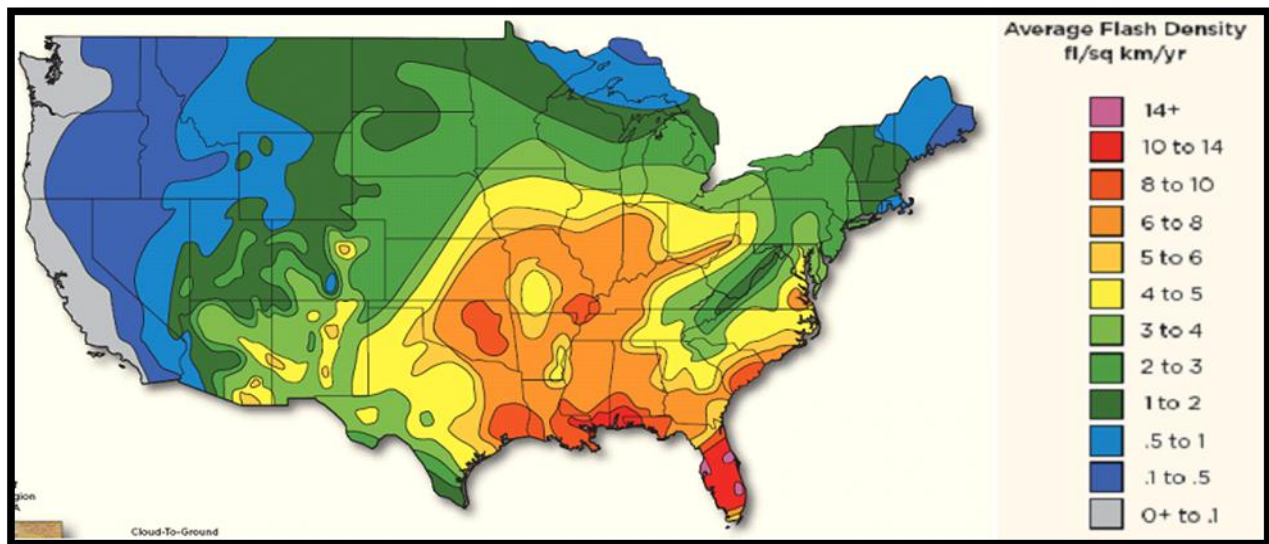 Average Flash Density
fl/sq km/yr
14+
10 to 14
8 to 10
6 to 8
5 to 6
4 to 5
3 to 4
2 to 3
1 to 2
.5 to 1
.1 to .5
0+ to .1
gion
A
Cloud-To-Ground